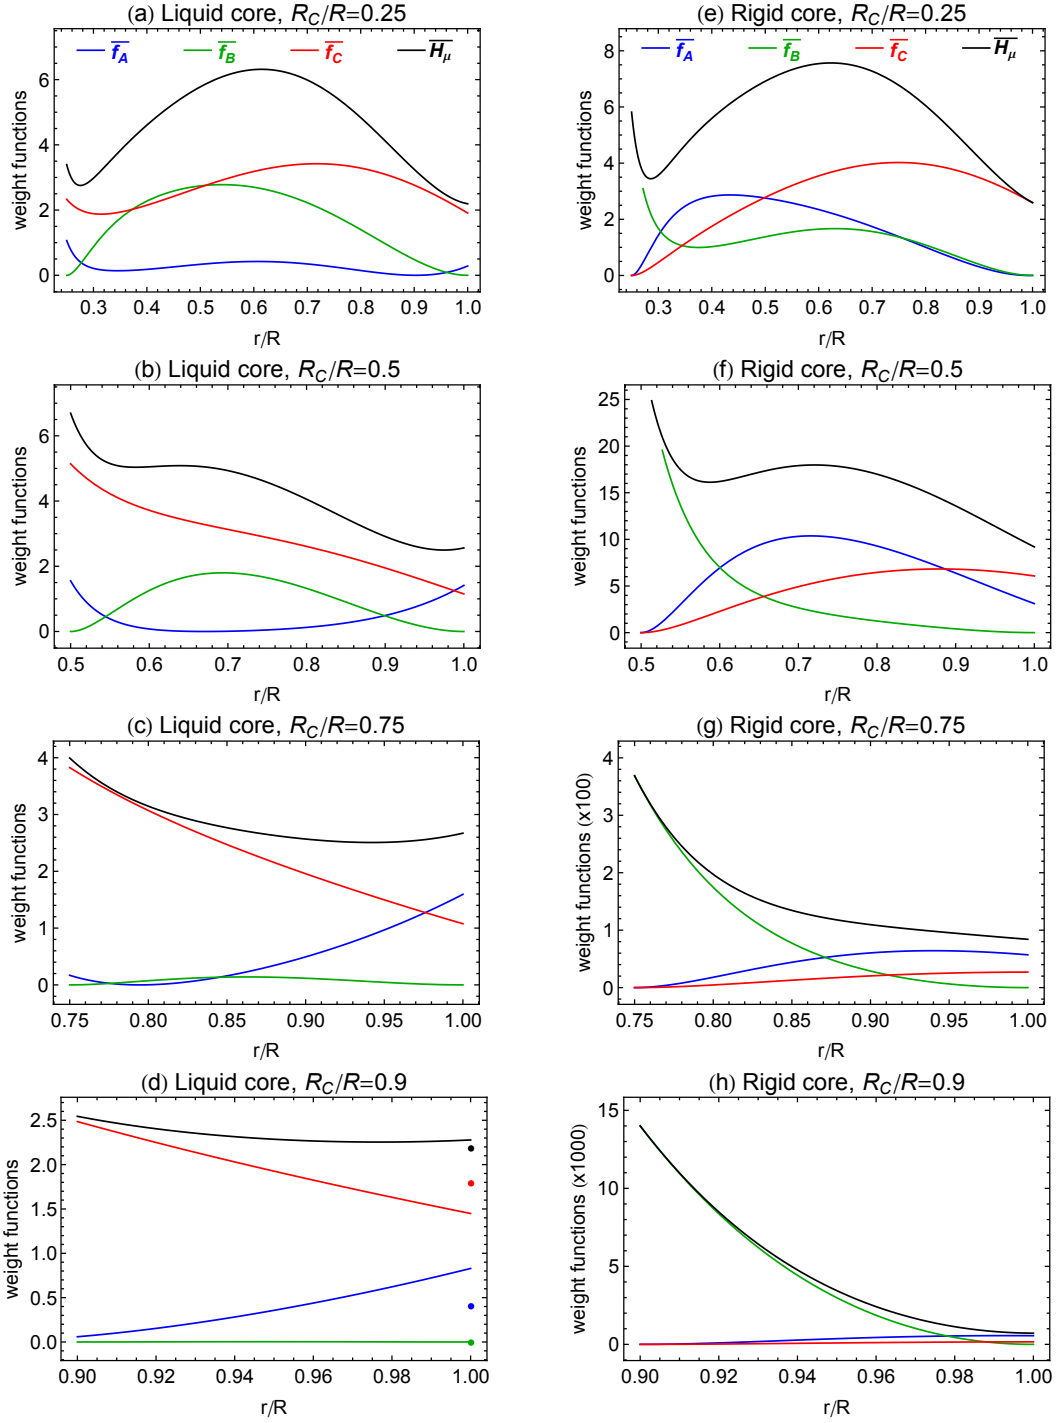 (a) Liquid core, R_C/R=0.25
f_A f_B f_C H_μ
weight functions
6
4
2
0
0.3 0.4 0.5 0.6 0.7 0.8 0.9 1.0
r/R
(e) Rigid core, R_C/R=0.25
f_A f_B f_C H_μ
weight functions
8
6
4
2
0
0.3 0.4 0.5 0.6 0.7 0.8 0.9 1.0
r/R
(b) Liquid core, R_C/R=0.5
weight functions
6
4
2
0
0.5 0.6 0.7 0.8 0.9 1.0
r/R
(f) Rigid core, R_C/R=0.5
weight functions
25
20
15
10
5
0
0.5 0.6 0.7 0.8 0.9 1.0
r/R
(c) Liquid core, R_C/R=0.75
weight functions
4
3
2
1
0
0.75 0.80 0.85 0.90 0.95 1.00
r/R
(g) Rigid core, R_C/R=0.75
weight functions (x100)
4
3
2
1
0
0.75 0.80 0.85 0.90 0.95 1.00
r/R
(d) Liquid core, R_C/R=0.9
weight functions
2.5
2.0
1.5
1.0
0.5
0.0
0.90 0.92 0.94 0.96 0.98 1.00
r/R
(h) Rigid core, R_C/R=0.9
weight functions (x1000)
15
10
5
0
0.90 0.92 0.94 0.96 0.98 1.00
r/R